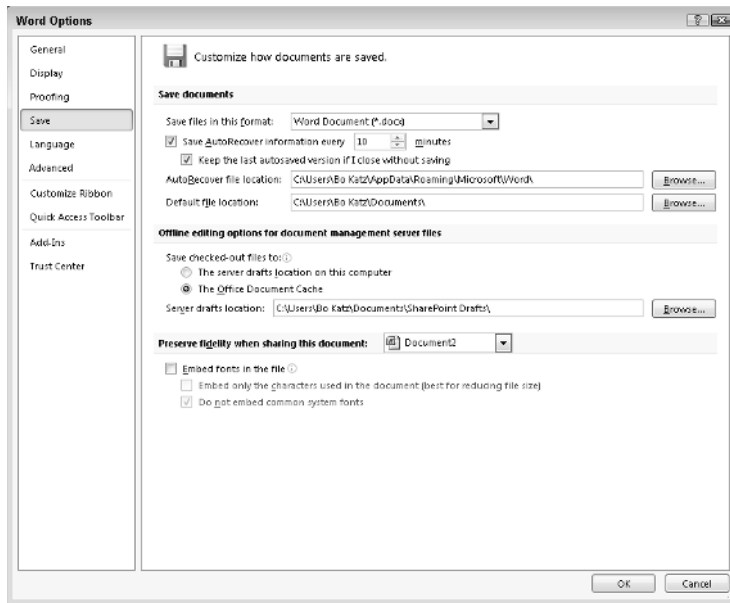 Word Options
General
Display
Proofing
Save
Language
Advanced
Customize Ribbon
Quick Access Toolbar
Add-Ins
Trust Center
Customize how documents are saved.
Save documents
Save files in this format: Word Document (*.docx)
Save AutoRecover information every 10 minutes
Keep the last autosaved version if I close without saving
AutoRecover file location: C:\Users\Bo Katz\AppData\Roaming\Microsoft\Word\ Browse...
Default file location: C:\Users\Bo Katz\Documents\ Browse...
Offline editing options for document management server files
Save checked-out files to:
The server drafts location on this computer
The Office Document Cache
Server drafts location: C:\Users\Bo Katz\Documents\SharePoint Drafts\ Browse...
Preserve fidelity when sharing this document: Document2
Embed fonts in the file
Embed only the characters used in the document (best for reducing file size)
Do not embed common system fonts
OK Cancel